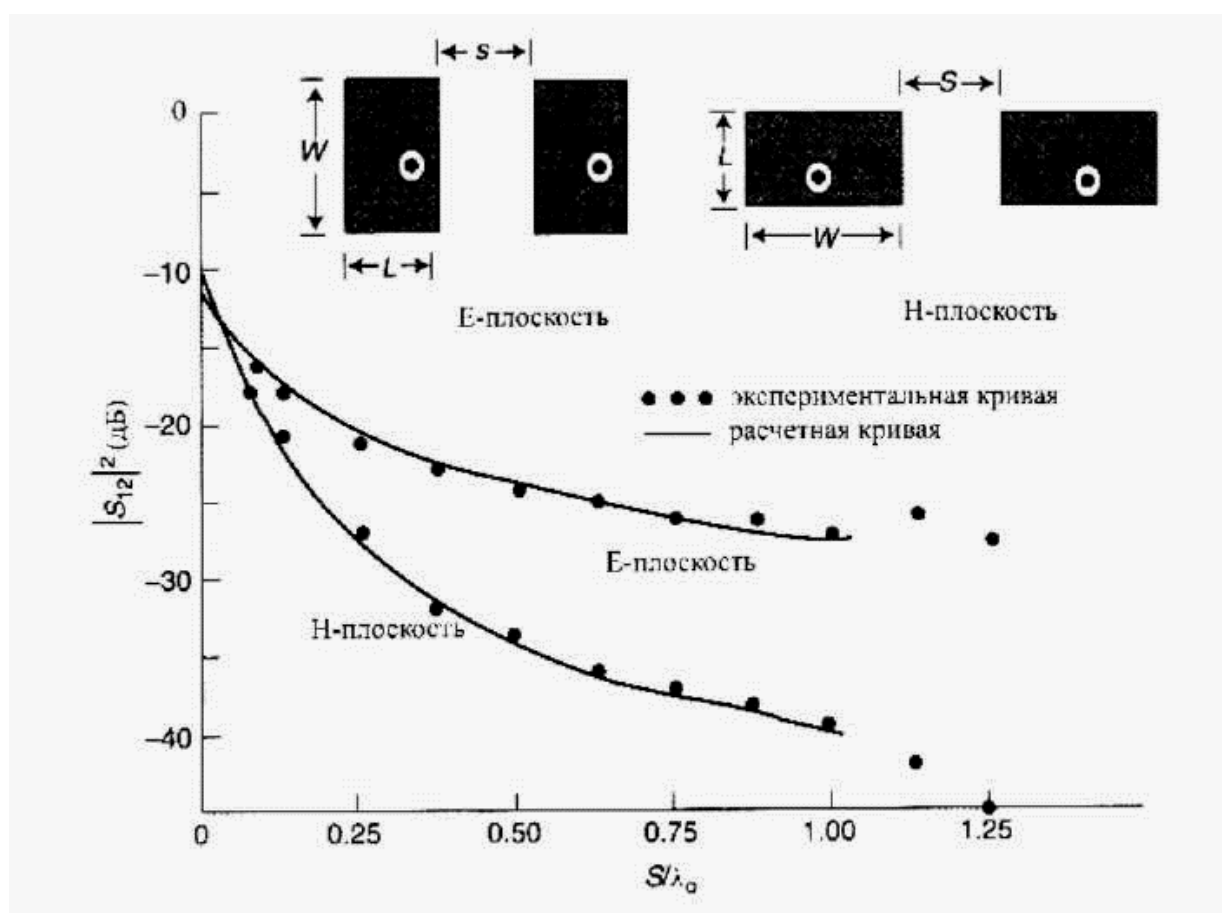 s
S
0
W
L
L
W
–10
E-плоскость
H-плоскость
экспериментальная кривая
расчетная кривая
–20
|S12|² (дБ)
E-плоскость
–30
H-плоскость
–40
0
0.25
0.50
0.75
1.00
1.25
S/λo